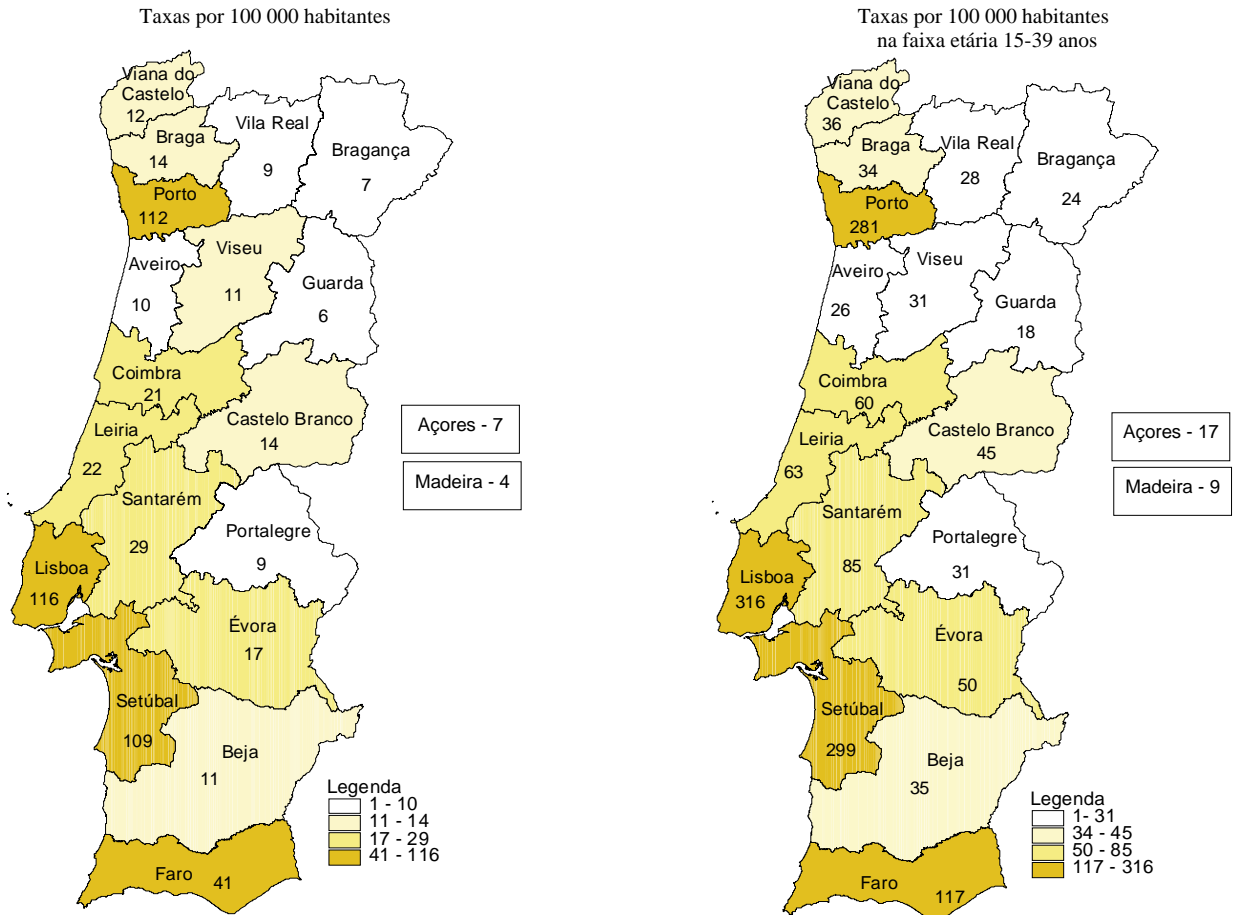 Taxas por 100 000 habitantes
Viana do
Castelo
12
Braga
14
Vila Real
9
Bragança
7
Porto
112
Aveiro
10
Viseu
11
Guarda
6
Coimbra
21
Castelo Branco
14
Leiria
22
Santarém
29
Portalegre
9
Lisboa
116
Évora
17
Setúbal
109
Beja
11
Faro 41
Açores - 7
Madeira - 4
Legenda
1 - 10
11 - 14
17 - 29
41 - 116
Taxas por 100 000 habitantes
na faixa etária 15-39 anos
Viana do
Castelo
36
Braga
34
Vila Real
28
Bragança
24
Porto
281
Aveiro
26
Viseu
31
Guarda
18
Coimbra
60
Castelo Branco
45
Leiria
63
Santarém
85
Portalegre
31
Lisboa
316
Évora
50
Setúbal
299
Beja
35
Faro 117
Açores - 17
Madeira - 9
Legenda
1- 31
34 - 45
50 - 85
117 - 316